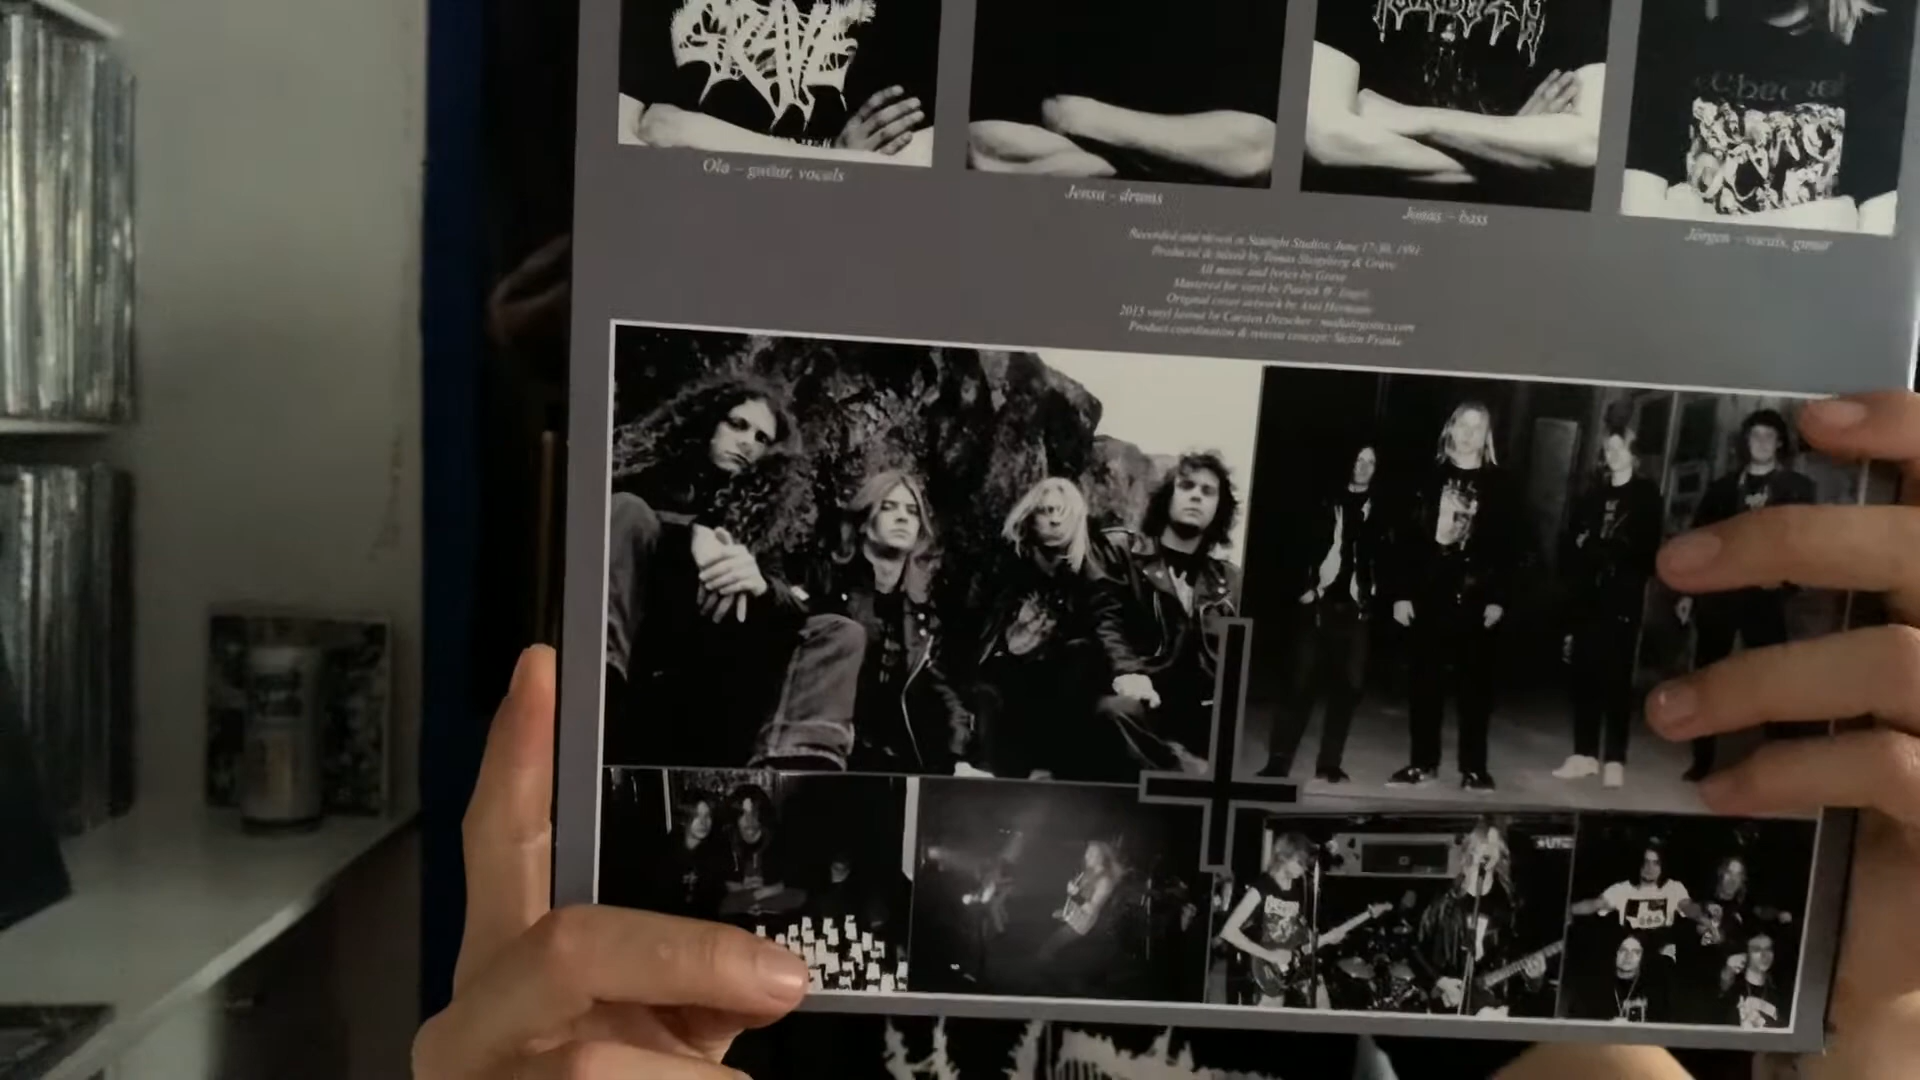 GRAVE
Ola – guitar, vocals
Jensa – drums
Jonas – bass
Jörgen – vocals, guitar
Recorded and mixed at Sunlight Studios, June 17-30, 1991
Produced & mixed by Tomas Skogsberg & Grave
All music and lyrics by Grave
Mastered for vinyl by Patrick W. Engel
Original cover artwork by Axel Hermann
2015 vinyl layout by Carsten Drescher
Product coordination & reissue concept: Stefan Franke
666